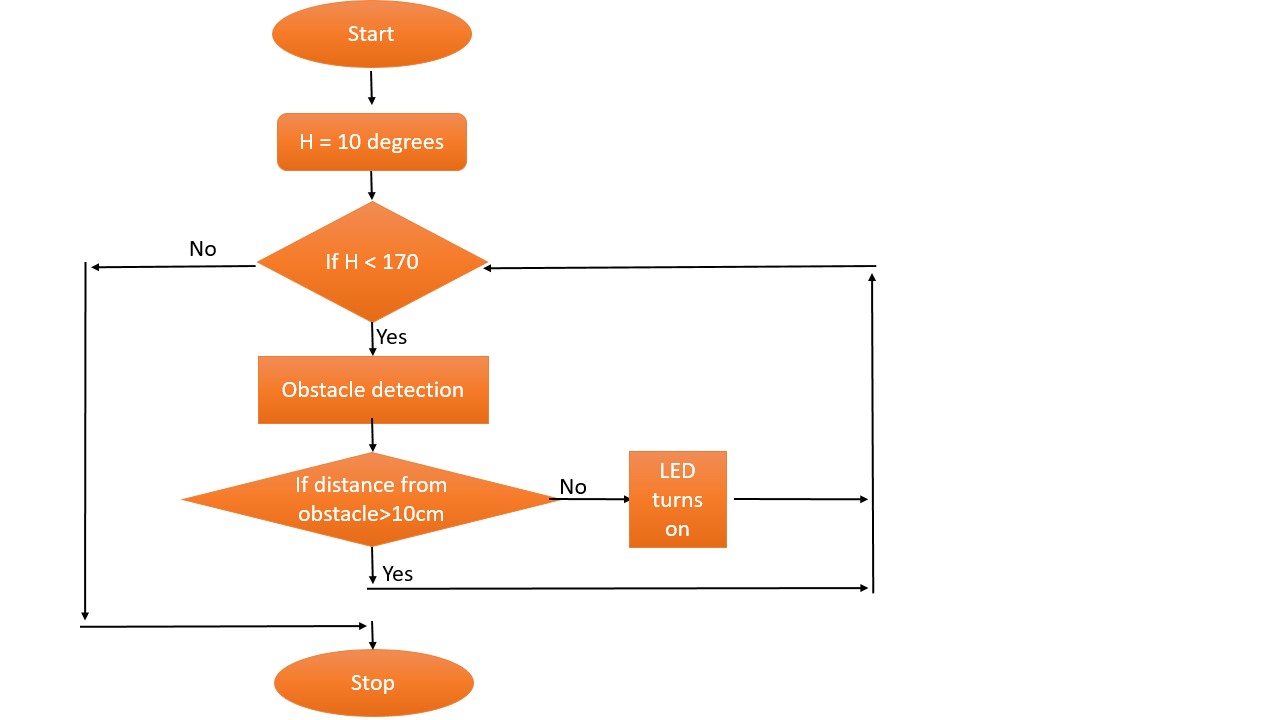 Start
H = 10 degrees
No
If H < 170
Yes
Obstacle detection
If distance from
obstacle>10cm
No
LED
turns
on
Yes
Stop